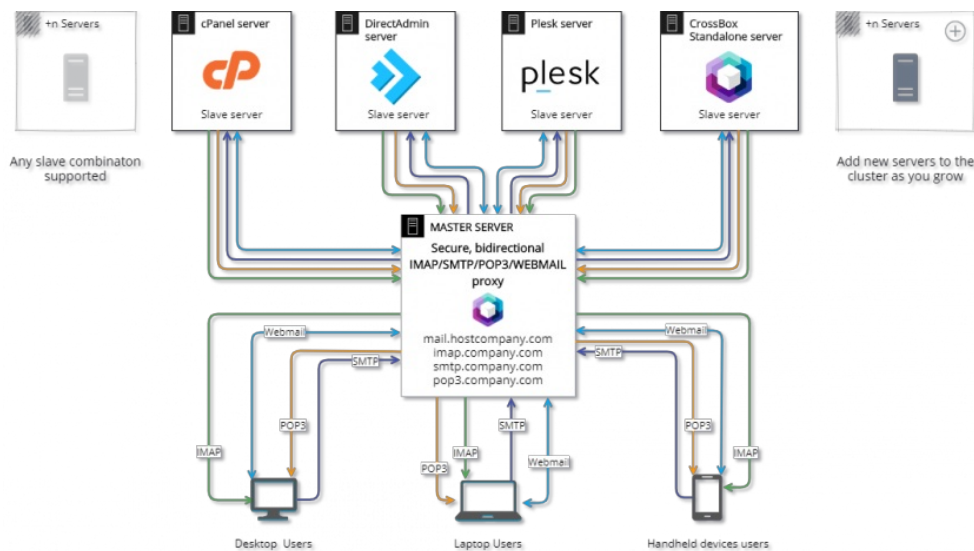 +n Servers
cPanel server
cP
Slave server
DirectAdmin
server
Slave server
Plesk server
plesk
Slave server
CrossBox
Standalone server
Slave server
+n Servers
Any slave combinaton
supported
Add new servers to the
cluster as you grow
MASTER SERVER
Secure, bidirectional
IMAP/SMTP/POP3/WEBMAIL
proxy
mail.hostcompany.com
imap.company.com
smtp.company.com
pop3.company.com
Webmail
SMTP
POP3
IMAP
POP3
IMAP
SMTP
Webmail
Webmail
SMTP
POP3
IMAP
Desktop Users
Laptop Users
Handheld devices users